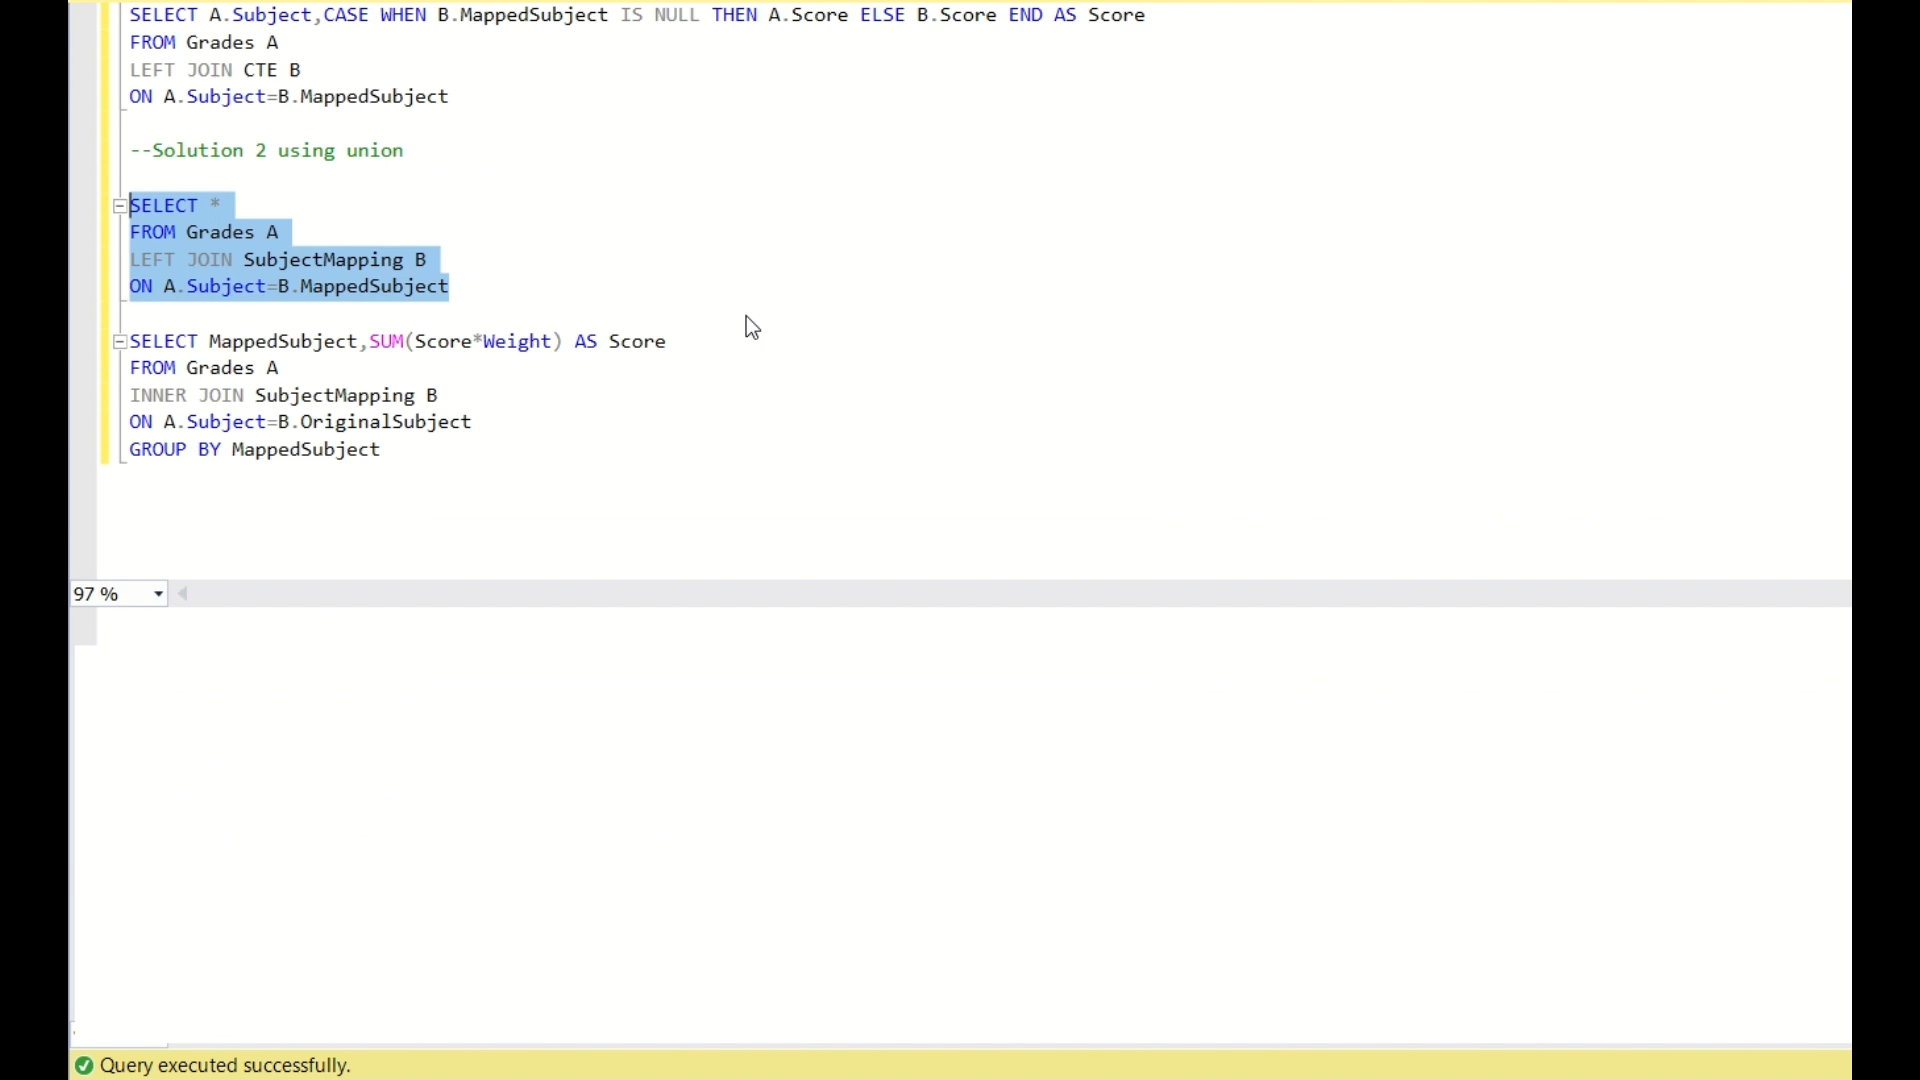 SELECT A.Subject,CASE WHEN B.MappedSubject IS NULL THEN A.Score ELSE B.Score END AS Score
FROM Grades A
LEFT JOIN CTE B
ON A.Subject=B.MappedSubject
--Solution 2 using union
SELECT *
FROM Grades A
LEFT JOIN SubjectMapping B
ON A.Subject=B.MappedSubject
SELECT MappedSubject,SUM(Score*Weight) AS Score
FROM Grades A
INNER JOIN SubjectMapping B
ON A.Subject=B.OriginalSubject
GROUP BY MappedSubject
97 %
Query executed successfully.